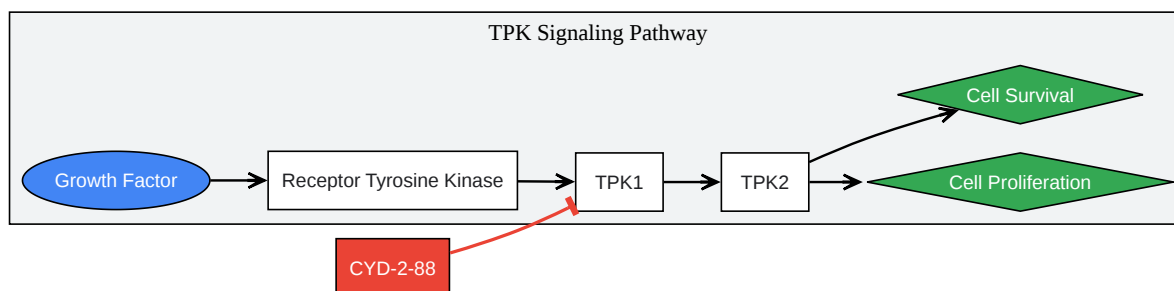 TPK Signaling Pathway
Cell Survival
Growth Factor
Receptor Tyrosine Kinase
TPK1
TPK2
Cell Proliferation
CYD-2-88